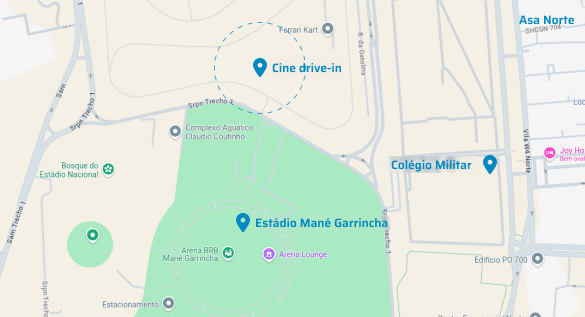 Asa Norte
SHCGN 704
Ferrari Kart
R. da Gasolina
Cine drive-in
Sam
Srpn Trecho 1
Srpn Trecho 1
Complexo Aquático
Cláudio Coutinho
Vila W4 Norte
Joy Ho
Bem avali
Bosque do
Estádio Nacional
Colégio Militar
Estádio Mané Garrincha
Sam Trecho 1
Srpn Trecho 1
Arena BRB
Mané Garrincha
Arena Lounge
Edifício PO 700
Estacionamento